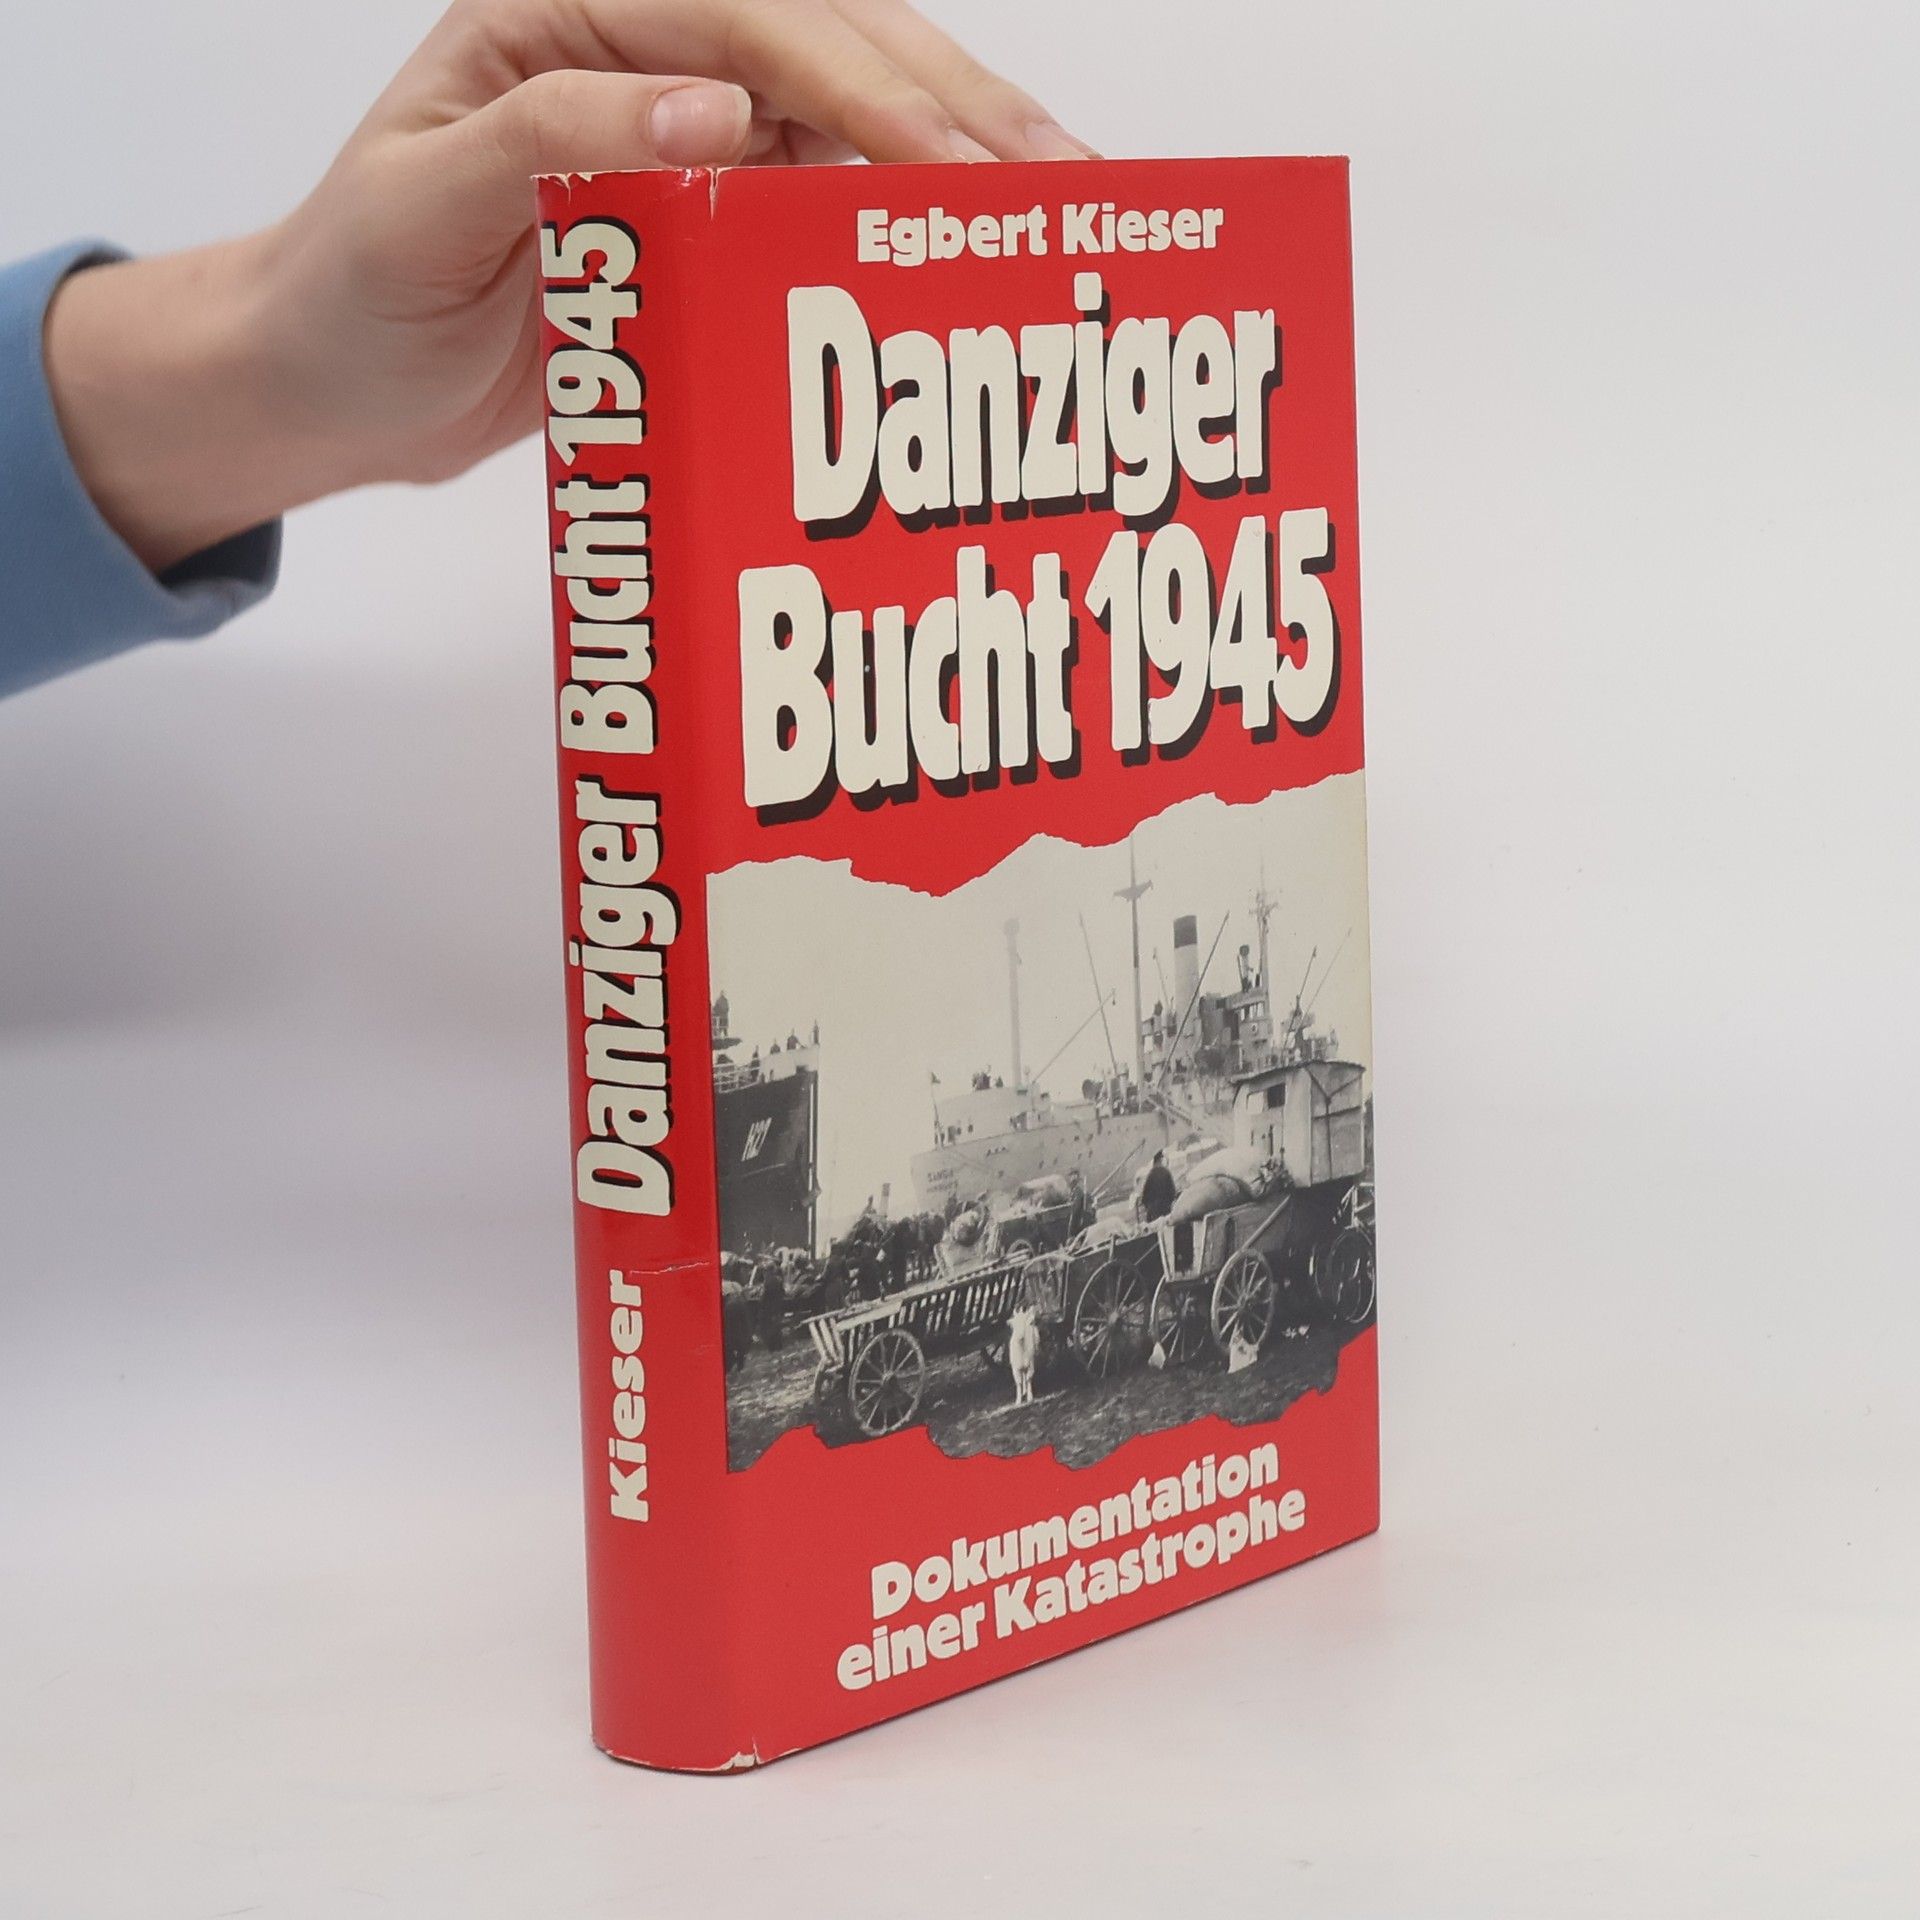 Egbert Kieser
Danziger
Bucht 1945
Dokumentation
einer Katastrophe
Kieser Danziger Bucht 1945